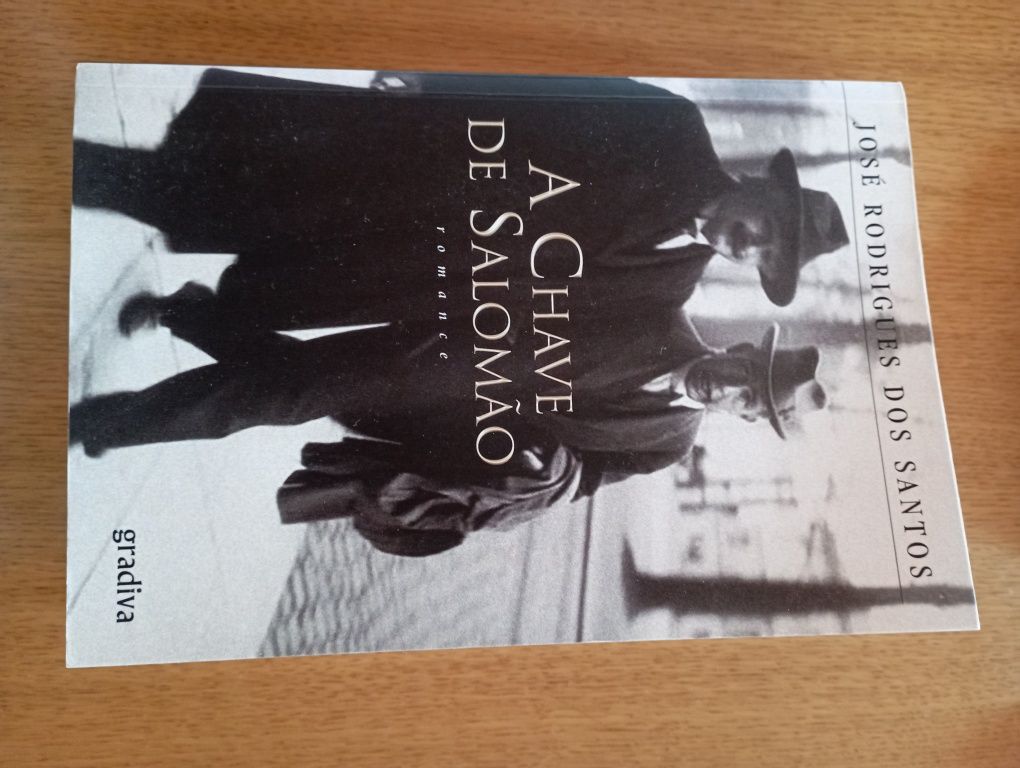 JOSÉ RODRIGUES DOS SANTOS
A CHAVE
DE SALOMÃO
romance
gradiva